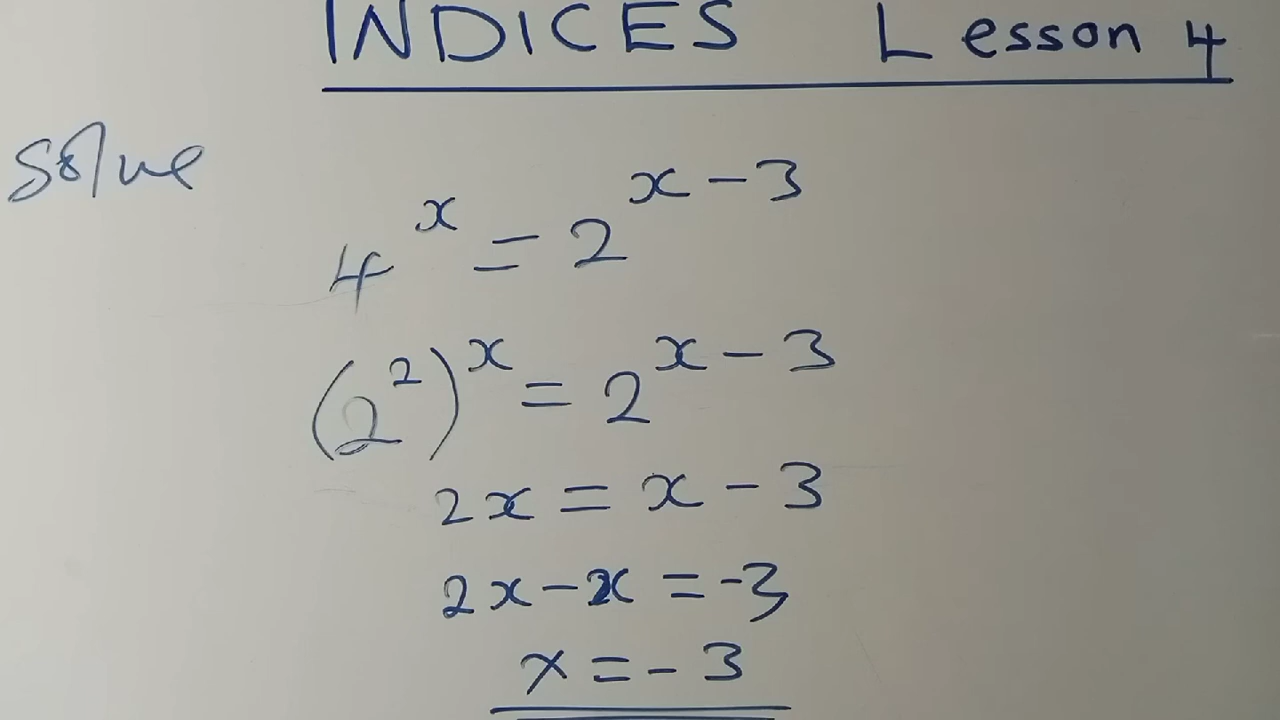 INDICES Lesson 4
Solve
4^x = 2^(x - 3)
(2^2)^x = 2^(x - 3)
2x = x - 3
2x - x = -3
x = - 3